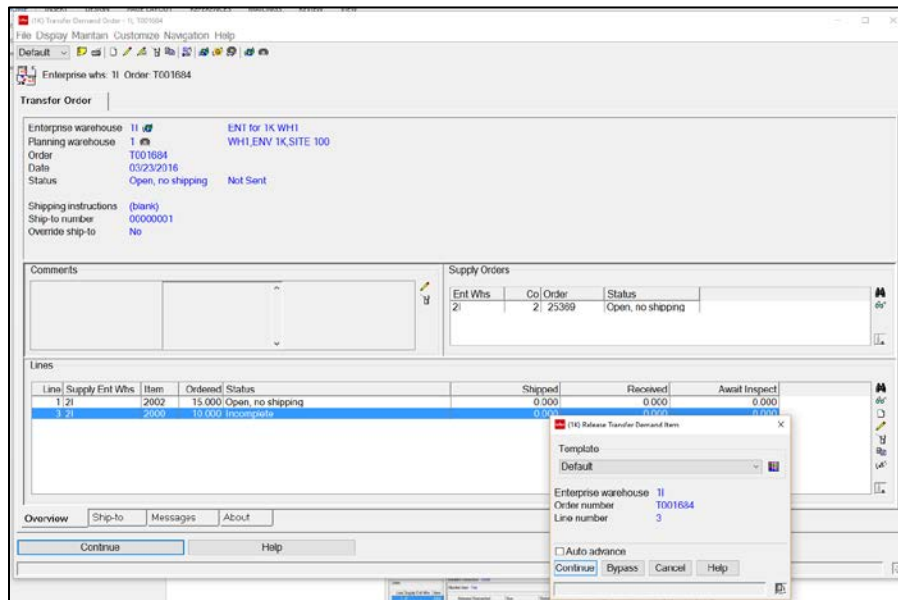 (1K) Transfer Demand Order - 1I, T001684
File Display Maintain Customize Navigation Help
Default
Enterprise whs: 1I Order: T001684
Transfer Order
Enterprise warehouse 1I ENT for 1K WH1
Planning warehouse 1 WH1,ENV 1K,SITE 100
Order T001684
Date 03/23/2016
Status Open, no shipping Not Sent
Shipping instructions (blank)
Ship-to number 00000001
Override ship-to No
Comments
Supply Orders
Ent Whs Co Order Status
2I 2 25369 Open, no shipping
Lines
Line Supply Ent Whs Item Ordered Status Shipped Received Await Inspect
1 2I 2002 15.000 Open, no shipping 0.000 0.000 0.000
3 2I 2000 10.000 Incomplete 0.000 0.000 0.000
(1K) Release Transfer Demand Item
Template
Default
Enterprise warehouse 1I
Order number T001684
Line number 3
Auto advance
Continue Bypass Cancel Help
Overview Ship-to Messages About
Continue Help